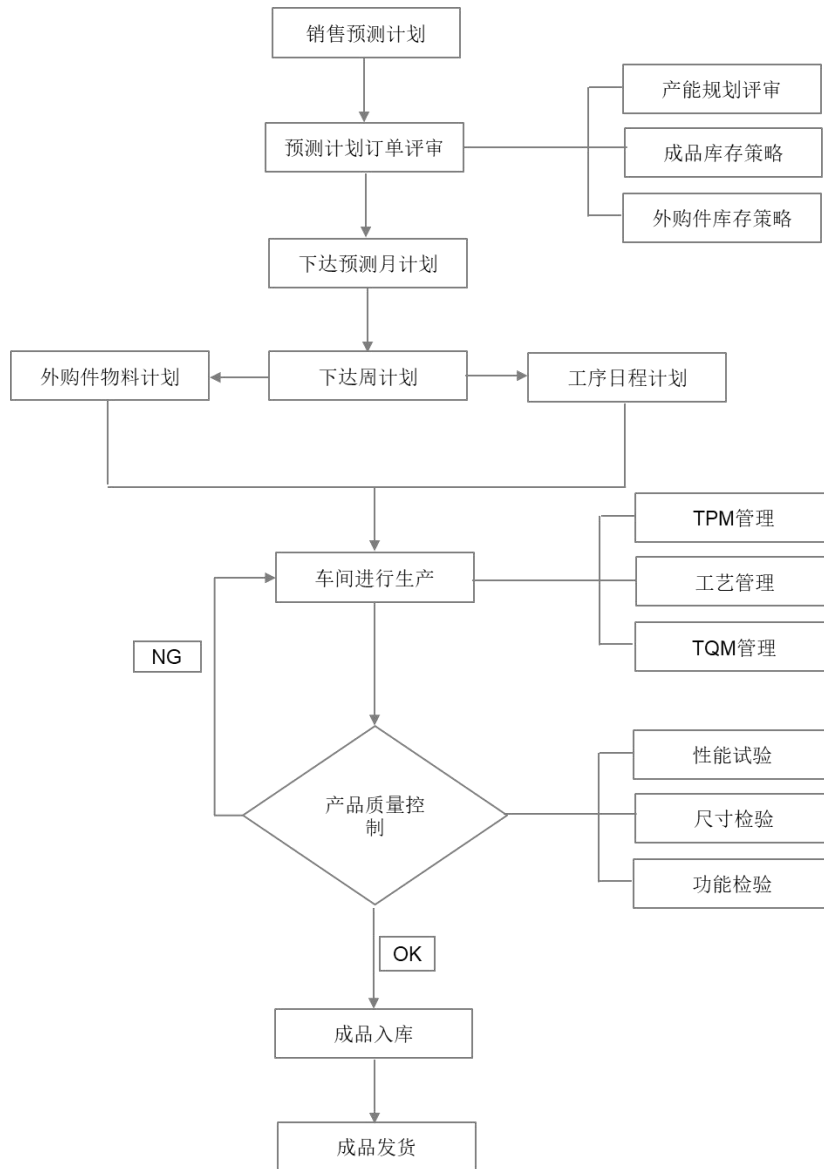 销售预测计划
产能规划评审
预测计划订单评审
成品库存策略
外购件库存策略
下达预测月计划
外购件物料计划
下达周计划
工序日程计划
TPM管理
车间进行生产
工艺管理
NG
TQM管理
性能试验
产品质量控
制
尺寸检验
功能检验
OK
成品入库
成品发货